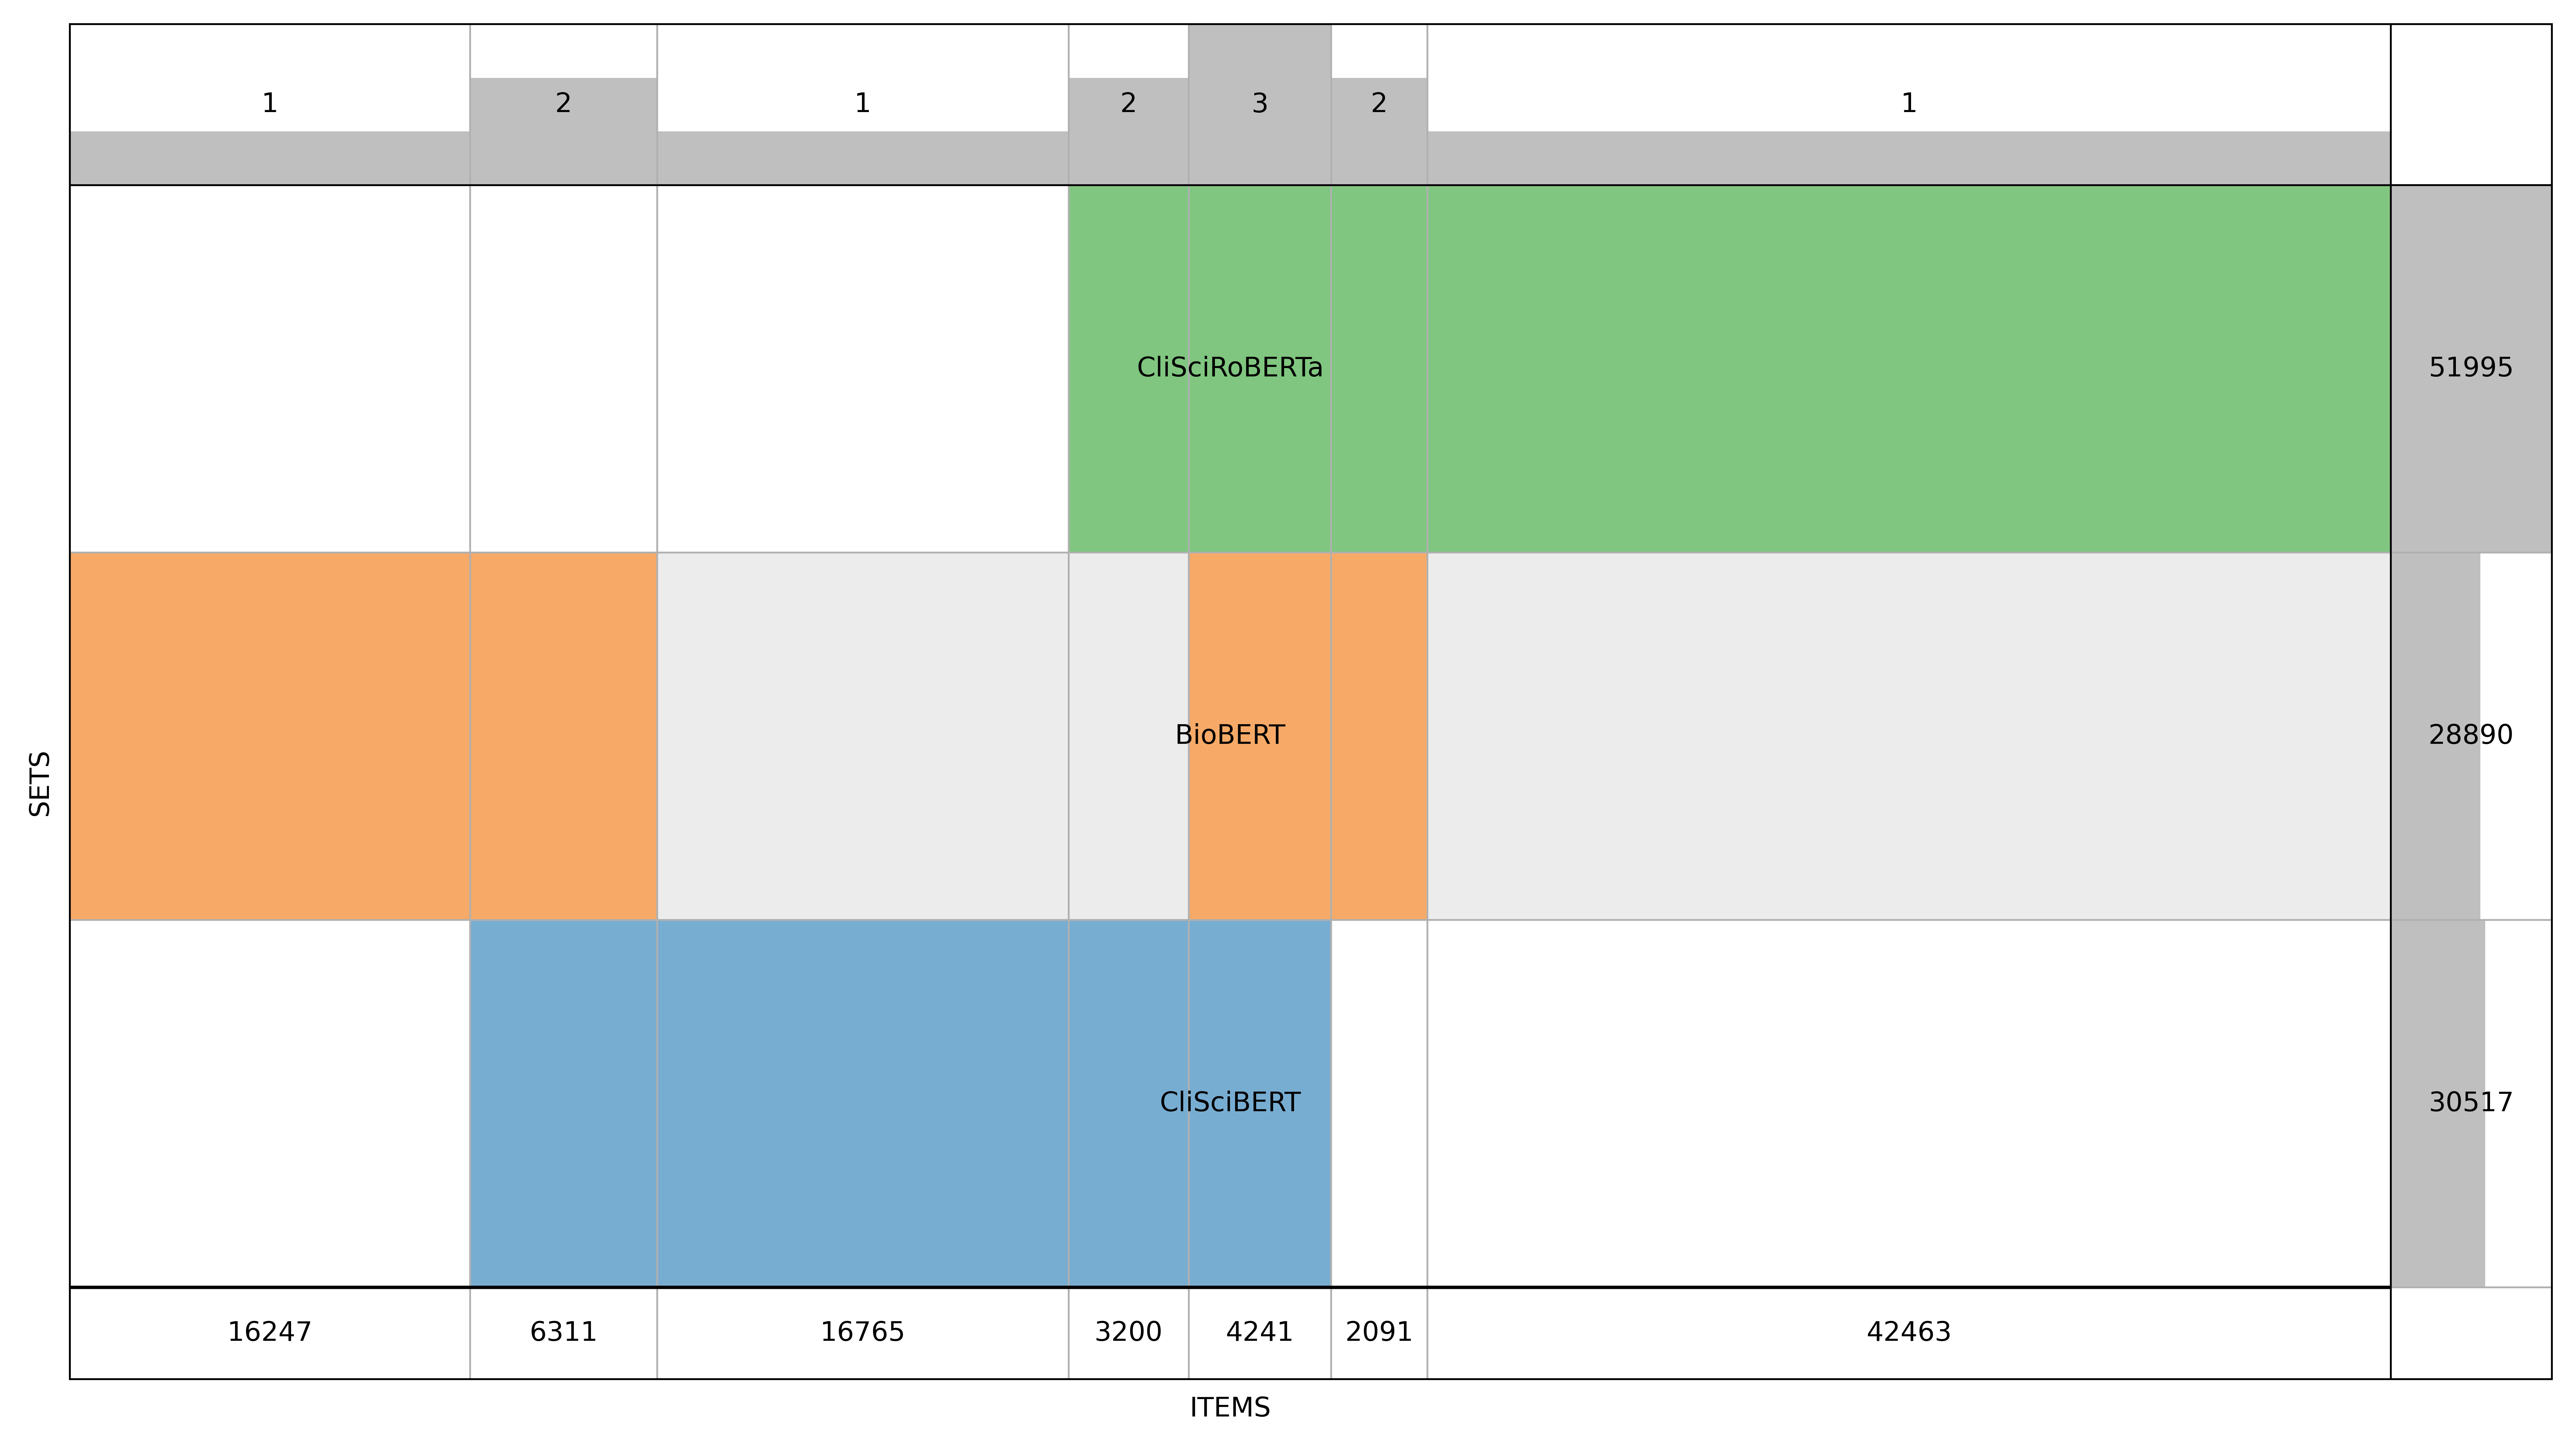 1 2 1 2 3 2 1
CliSciRoBERTa 51995
BioBERT 28890
SETS
CliSciBERT 30517
16247 6311 16765 3200 4241 2091 42463
ITEMS